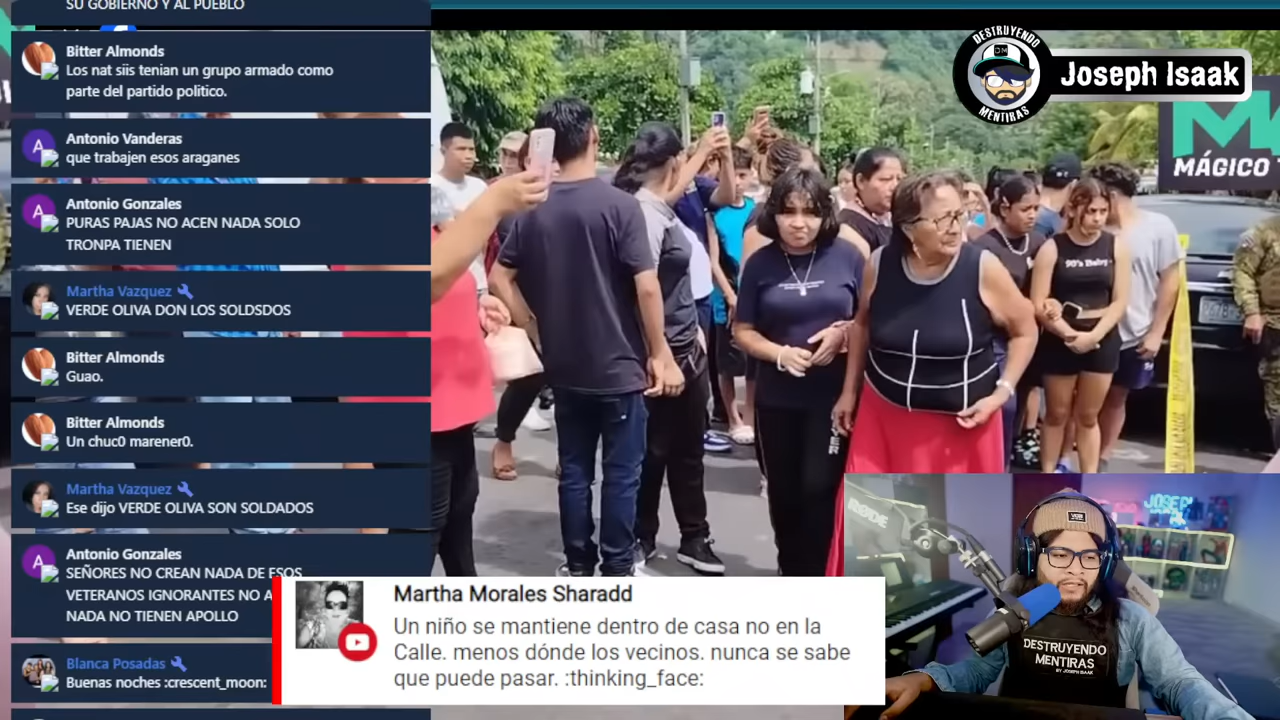 SU GOBIERNO Y AL PUEBLO
Bitter Almonds
Los nat siis tenian un grupo armado como
parte del partido politico.
Antonio Vanderas
que trabajen esos araganes
Antonio Gonzales
PURAS PAJAS NO ACEN NADA SOLO
TRONPA TIENEN
Martha Vazquez
VERDE OLIVA DON LOS SOLDSDOS
Bitter Almonds
Guao.
Bitter Almonds
Un chuc0 marener0.
Martha Vazquez
Ese dijo VERDE OLIVA SON SOLDADOS
Antonio Gonzales
SEÑORES NO CREAN NADA DE ESOS
VETERANOS IGNORANTES NO A
NADA NO TIENEN APOLLO
Blanca Posadas
Buenas noches :crescent_moon:
Martha Morales Sharadd
Un niño se mantiene dentro de casa no en la
Calle. menos dónde los vecinos. nunca se sabe
que puede pasar. :thinking_face:
DESTRUYENDO
DM
MENTIRAS
Joseph Isaak
MÁGICO
90's Baby
RØDE
JOSEPH
VANS
DESTRUYENDO
MENTIRAS
BY JOSEPH ISAAK